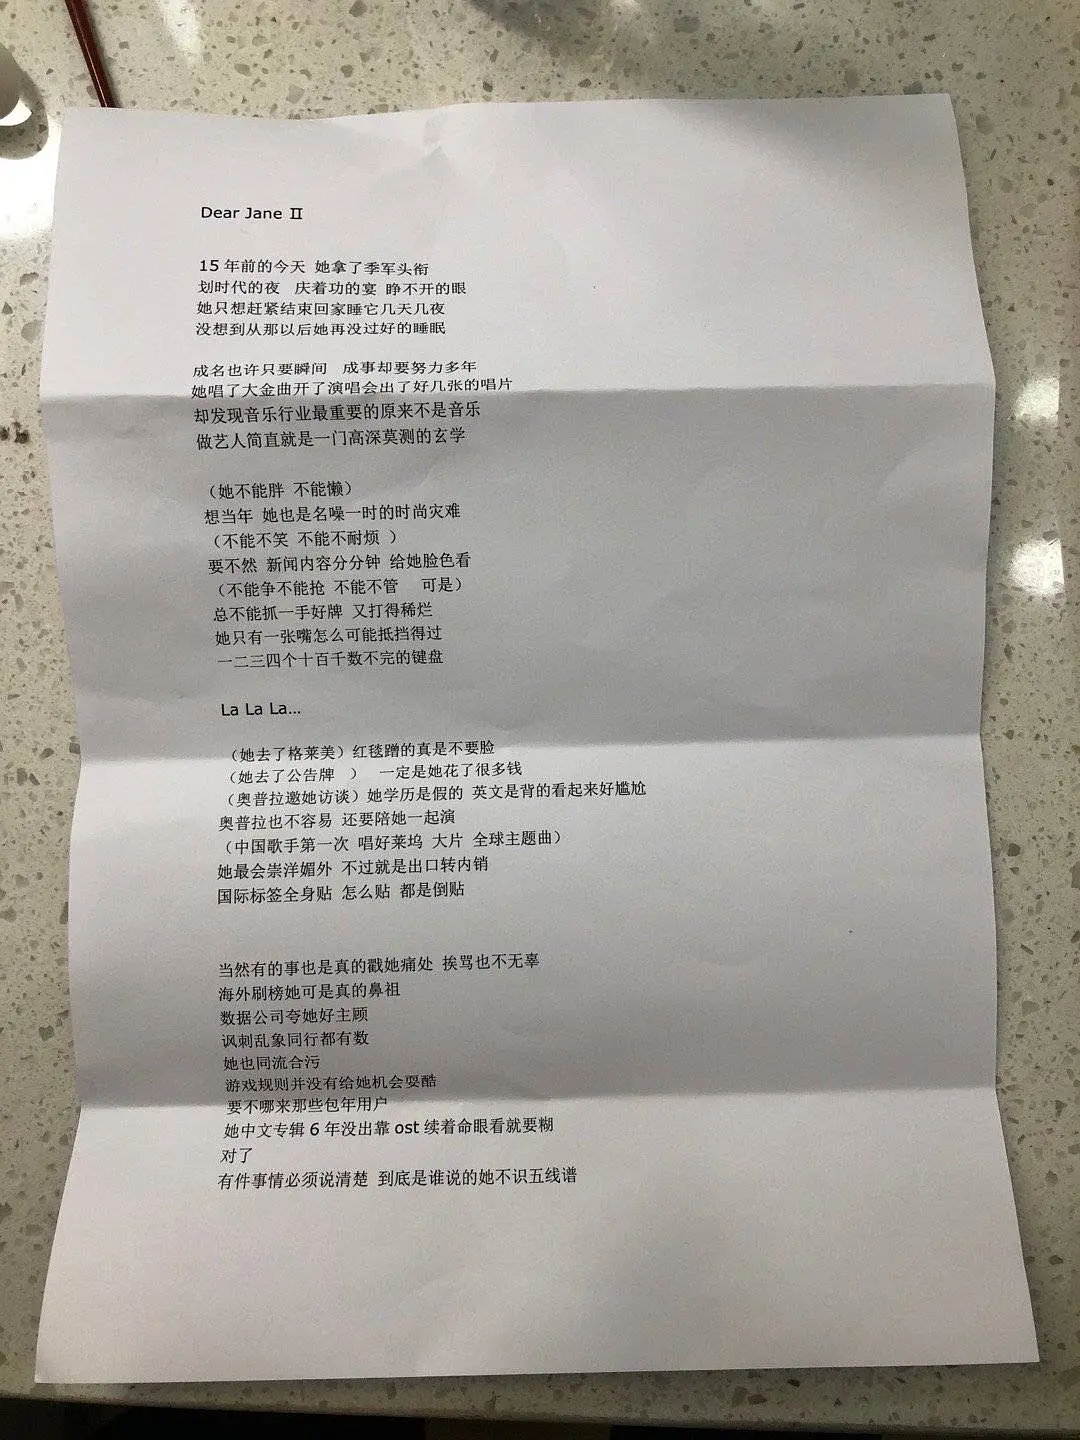 Dear Jane Ⅱ
15 年前的今天 她拿了季军头衔
划时代的夜 庆着功的宴 睁不开的眼
她只想赶紧结束回家睡它几天几夜
没想到从那以后她再没过好的睡眠
成名也许只要瞬间 成事却要努力多年
她唱了大金曲开了演唱会出了好几张的唱片
却发现音乐行业最重要的原来不是音乐
做艺人简直就是一门高深莫测的玄学
（她不能胖 不能懒）
想当年 她也是名噪一时的时尚灾难
（不能不笑 不能不耐烦 ）
要不然 新闻内容分分钟 给她脸色看
（不能争不能抢 不能不管 可是）
总不能抓一手好牌 又打得稀烂
她只有一张嘴怎么可能抵挡得过
一二三四个十百千数不完的键盘
La La La...
（她去了格莱美）红毯蹭的真是不要脸
（她去了公告牌 ） 一定是她花了很多钱
（奥普拉邀她访谈）她学历是假的 英文是背的看起来好尴尬
奥普拉也不容易 还要陪她一起演
（中国歌手第一次 唱好莱坞 大片 全球主题曲）
她最会崇洋媚外 不过就是出口转内销
国际标签全身贴 怎么贴 都是倒贴
当然有的事也是真的戳她痛处 挨骂也不无辜
海外刷榜她可是真的鼻祖
数据公司夸她好主顾
讽刺乱象同行都有数
她也同流合污
游戏规则并没有给她机会耍酷
要不哪来那些包年用户
她中文专辑 6 年没出靠 ost 续着命眼看就要糊
对了
有件事情必须说清楚 到底是谁说的她不识五线谱